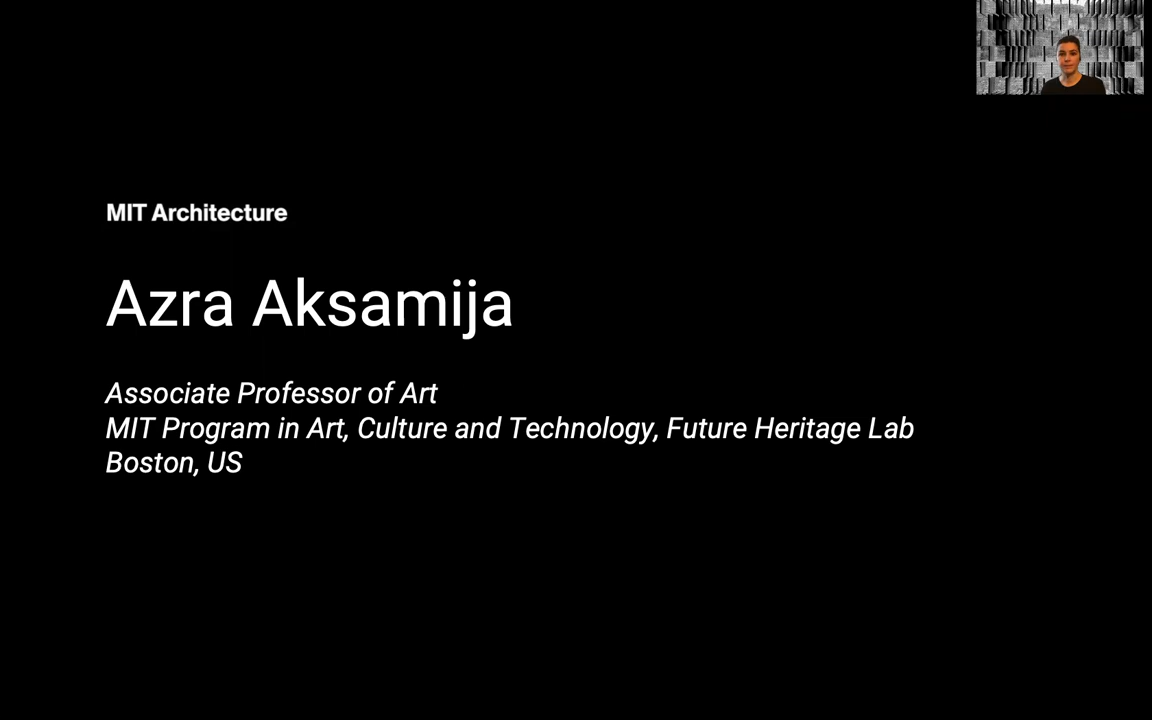 MIT Architecture
Azra Aksamija
Associate Professor of Art
MIT Program in Art, Culture and Technology, Future Heritage Lab
Boston, US